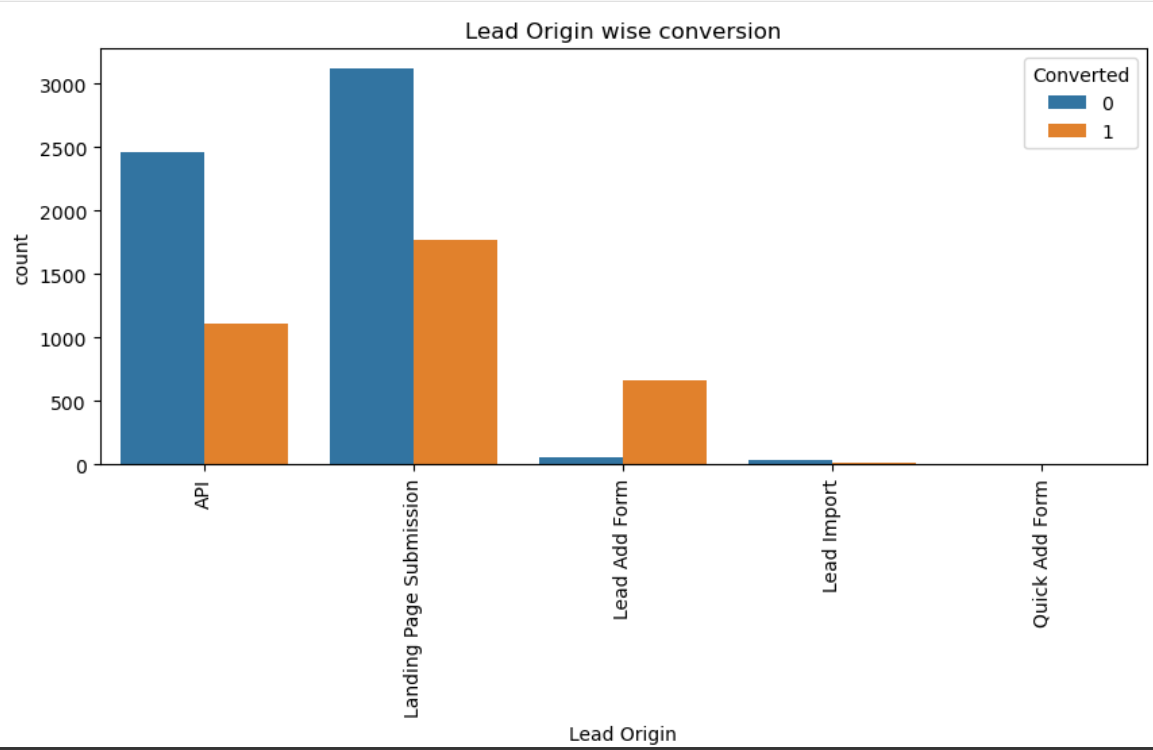 Lead Origin wise conversion
Converted
0
1
3000
2500
2000
1500
1000
500
0
count
API
Landing Page Submission
Lead Add Form
Lead Import
Quick Add Form
Lead Origin